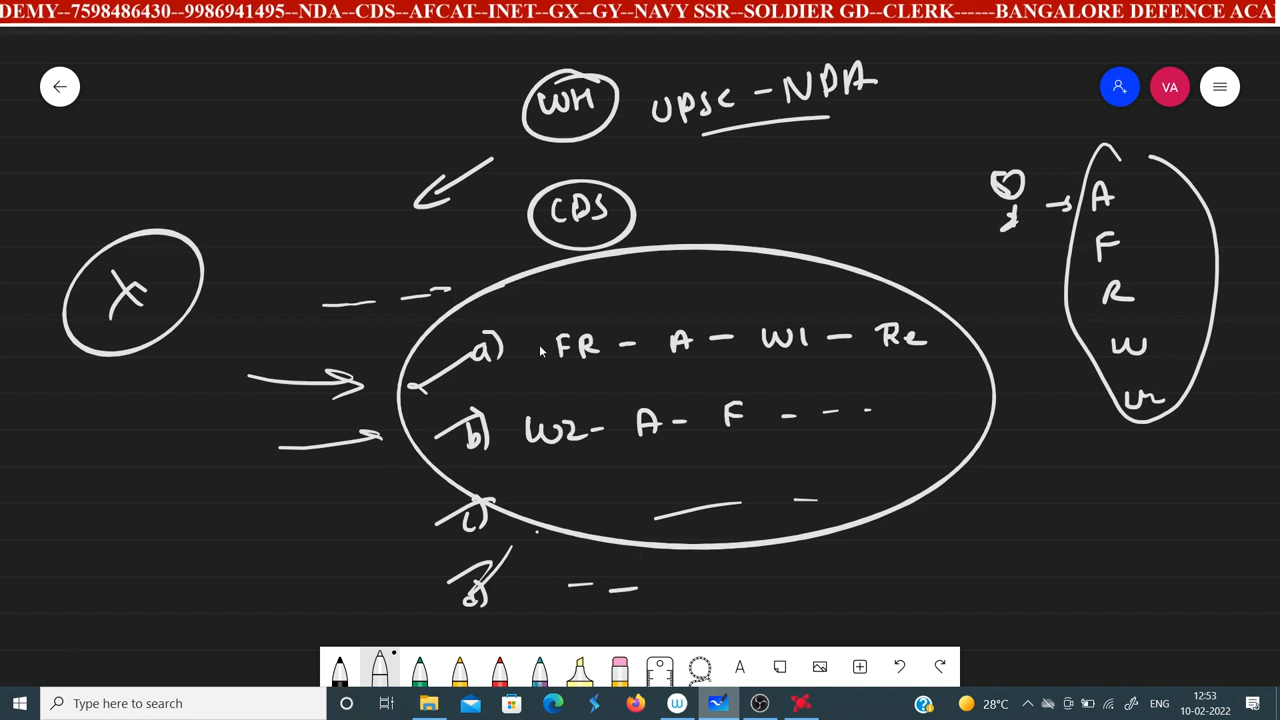 DEMY--7598486430--9986941495--NDA--CDS--AFCAT--INET--GX--GY--NAVY SSR--SOLDIER GD--CLERK------BANGALORE DEFENCE ACA
WH UPSC - NDA
VA
CDS
X
a) FR - A - W1 - Re
b) W2 - A - F - - -
c) — -
d) - -
A
F
R
W
A
Type here to search
28°C
ENG
12:53
10-02-2022